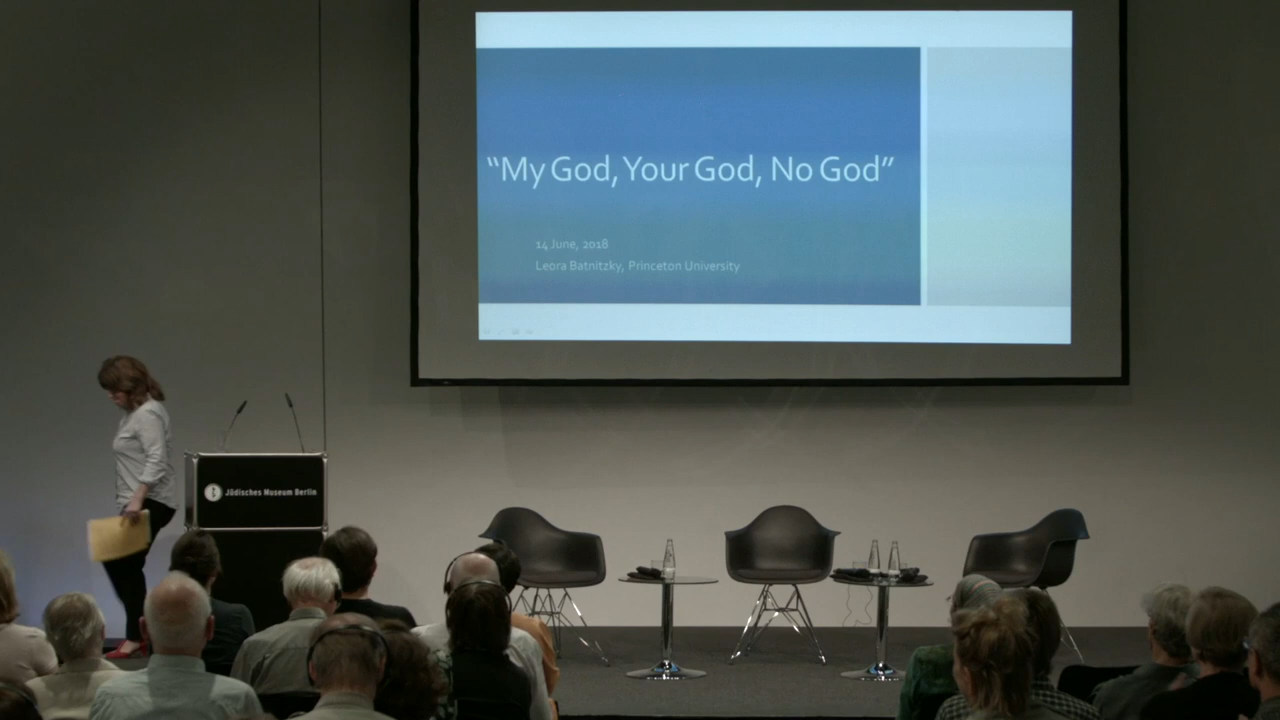 “My God, Your God, No God”
14 June, 2018
Leora Batnitzky, Princeton University
Jüdisches Museum Berlin